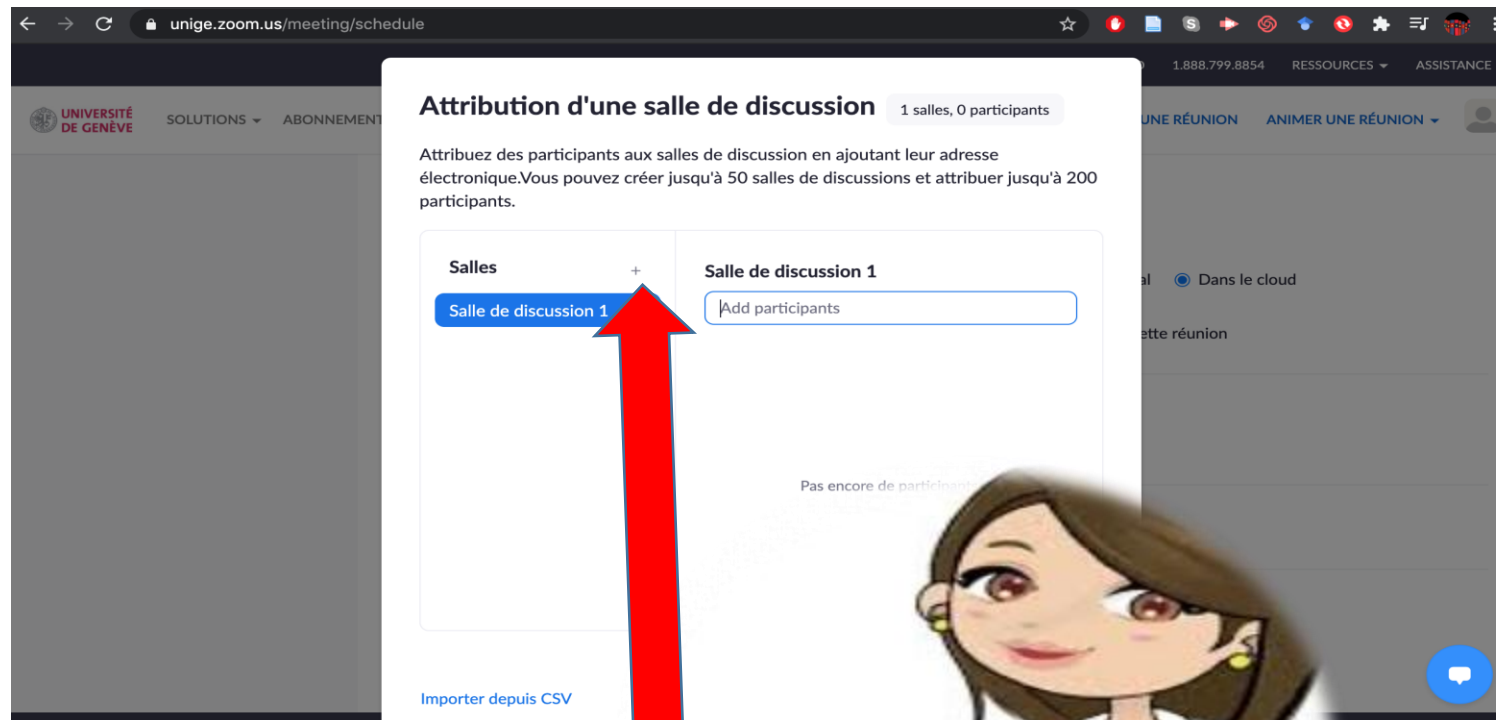 unige.zoom.us/meeting/schedule
1.888.799.8854 RESSOURCES ASSISTANCE
UNIVERSITÉ
DE GENÈVE
SOLUTIONS ABONNEMENT
UNE RÉUNION ANIMER UNE RÉUNION
Attribution d'une salle de discussion 1 salles, 0 participants
Attribuez des participants aux salles de discussion en ajoutant leur adresse
électronique.Vous pouvez créer jusqu'à 50 salles de discussions et attribuer jusqu'à 200
participants.
Salles +
Salle de discussion 1
Salle de discussion 1
Add participants
al Dans le cloud
ette réunion
Pas encore de participant
Importer depuis CSV